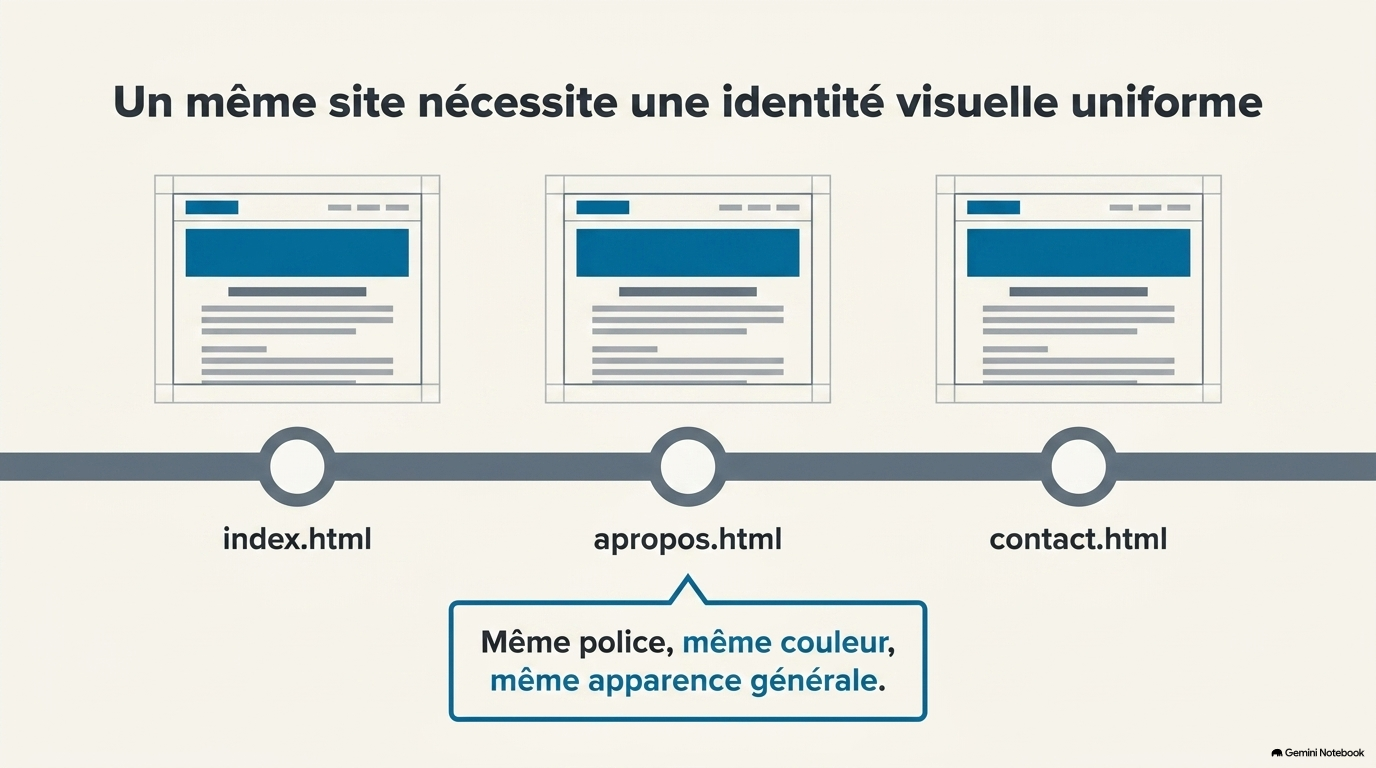 Un même site nécessite une identité visuelle uniforme
index.html
apropos.html
contact.html
Même police, même couleur,
même apparence générale.
Gemini Notebook